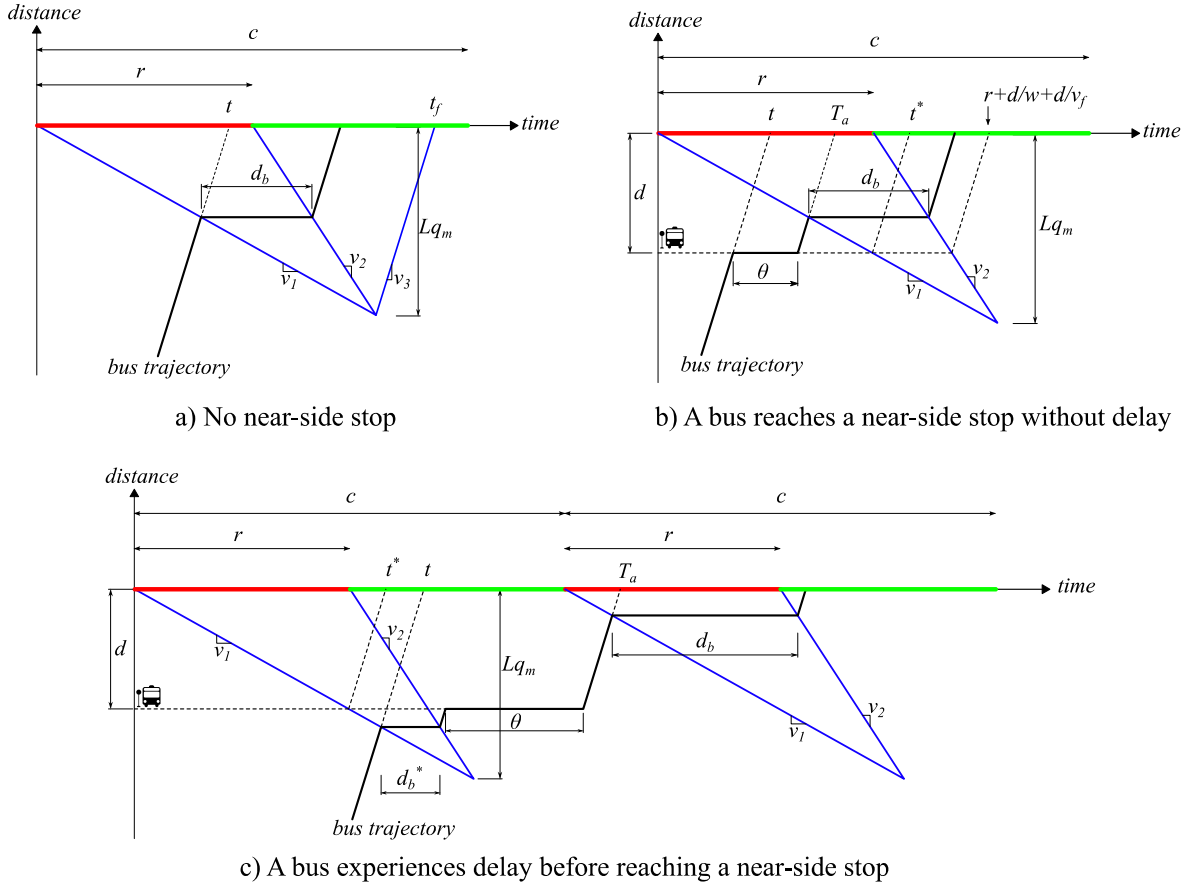 distance
c
r
t
t_f
time
d_b
Lq_m
v_1
v_2
v_3
bus trajectory
a) No near-side stop
distance
c
r
r+d/w+d/v_f
t
T_a
t^*
time
d
d_b
Lq_m
θ
v_1
v_2
bus trajectory
b) A bus reaches a near-side stop without delay
distance
c
c
r
r
t^*
t
T_a
time
d
v_1
v_2
Lq_m
d_b
θ
v_1
v_2
d_b^*
bus trajectory
c) A bus experiences delay before reaching a near-side stop